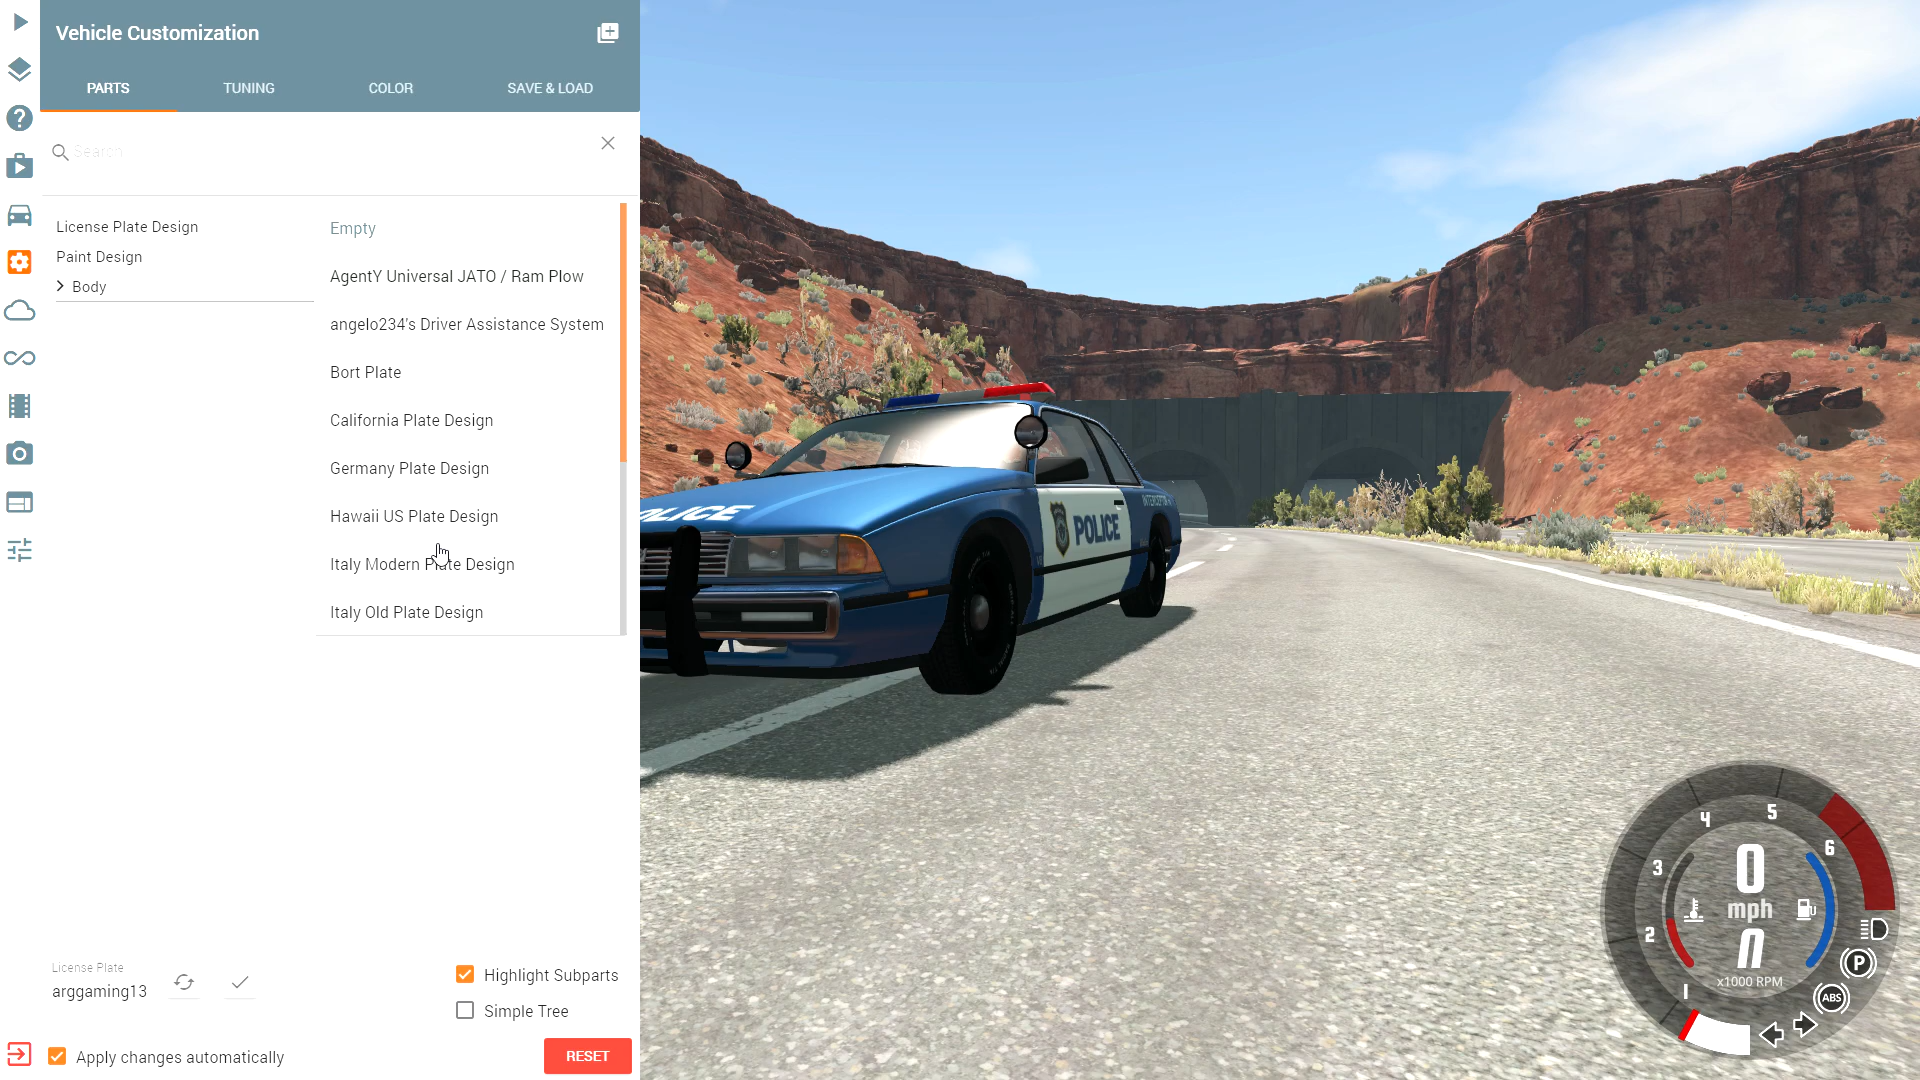 Vehicle Customization
PARTS TUNING COLOR SAVE & LOAD
Search
License Plate Design
Paint Design
Body
Empty
AgentY Universal JATO / Ram Plow
angelo234's Driver Assistance System
Bort Plate
California Plate Design
Germany Plate Design
Hawaii US Plate Design
Italy Modern Plate Design
Italy Old Plate Design
License Plate
arggaming13
Highlight Subparts
Simple Tree
Apply changes automatically
RESET
POLICE
POLICE
INTERCEPTOR
1 2 3 4 5 6
0
mph
n
x1000 RPM
P
ABS